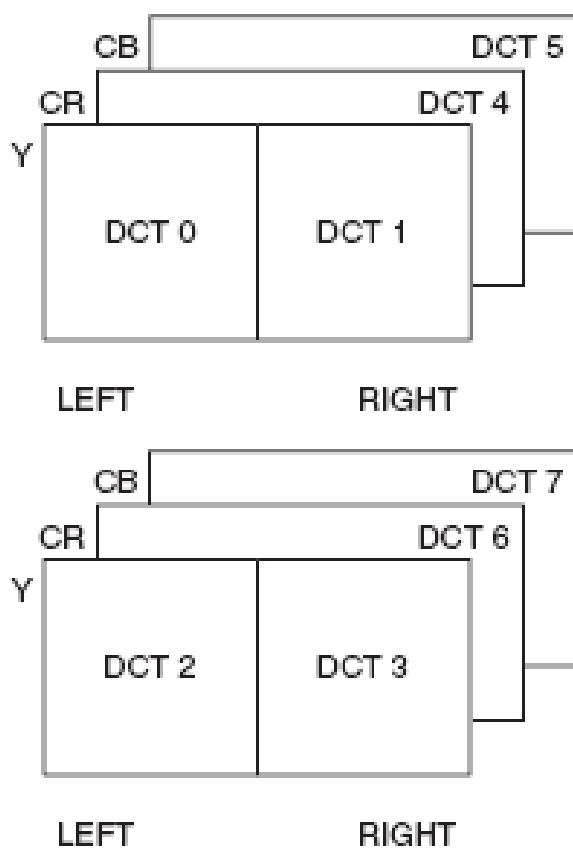 CB DCT 5
CR DCT 4
Y
DCT 0 DCT 1
LEFT RIGHT
CB DCT 7
CR DCT 6
Y
DCT 2 DCT 3
LEFT RIGHT